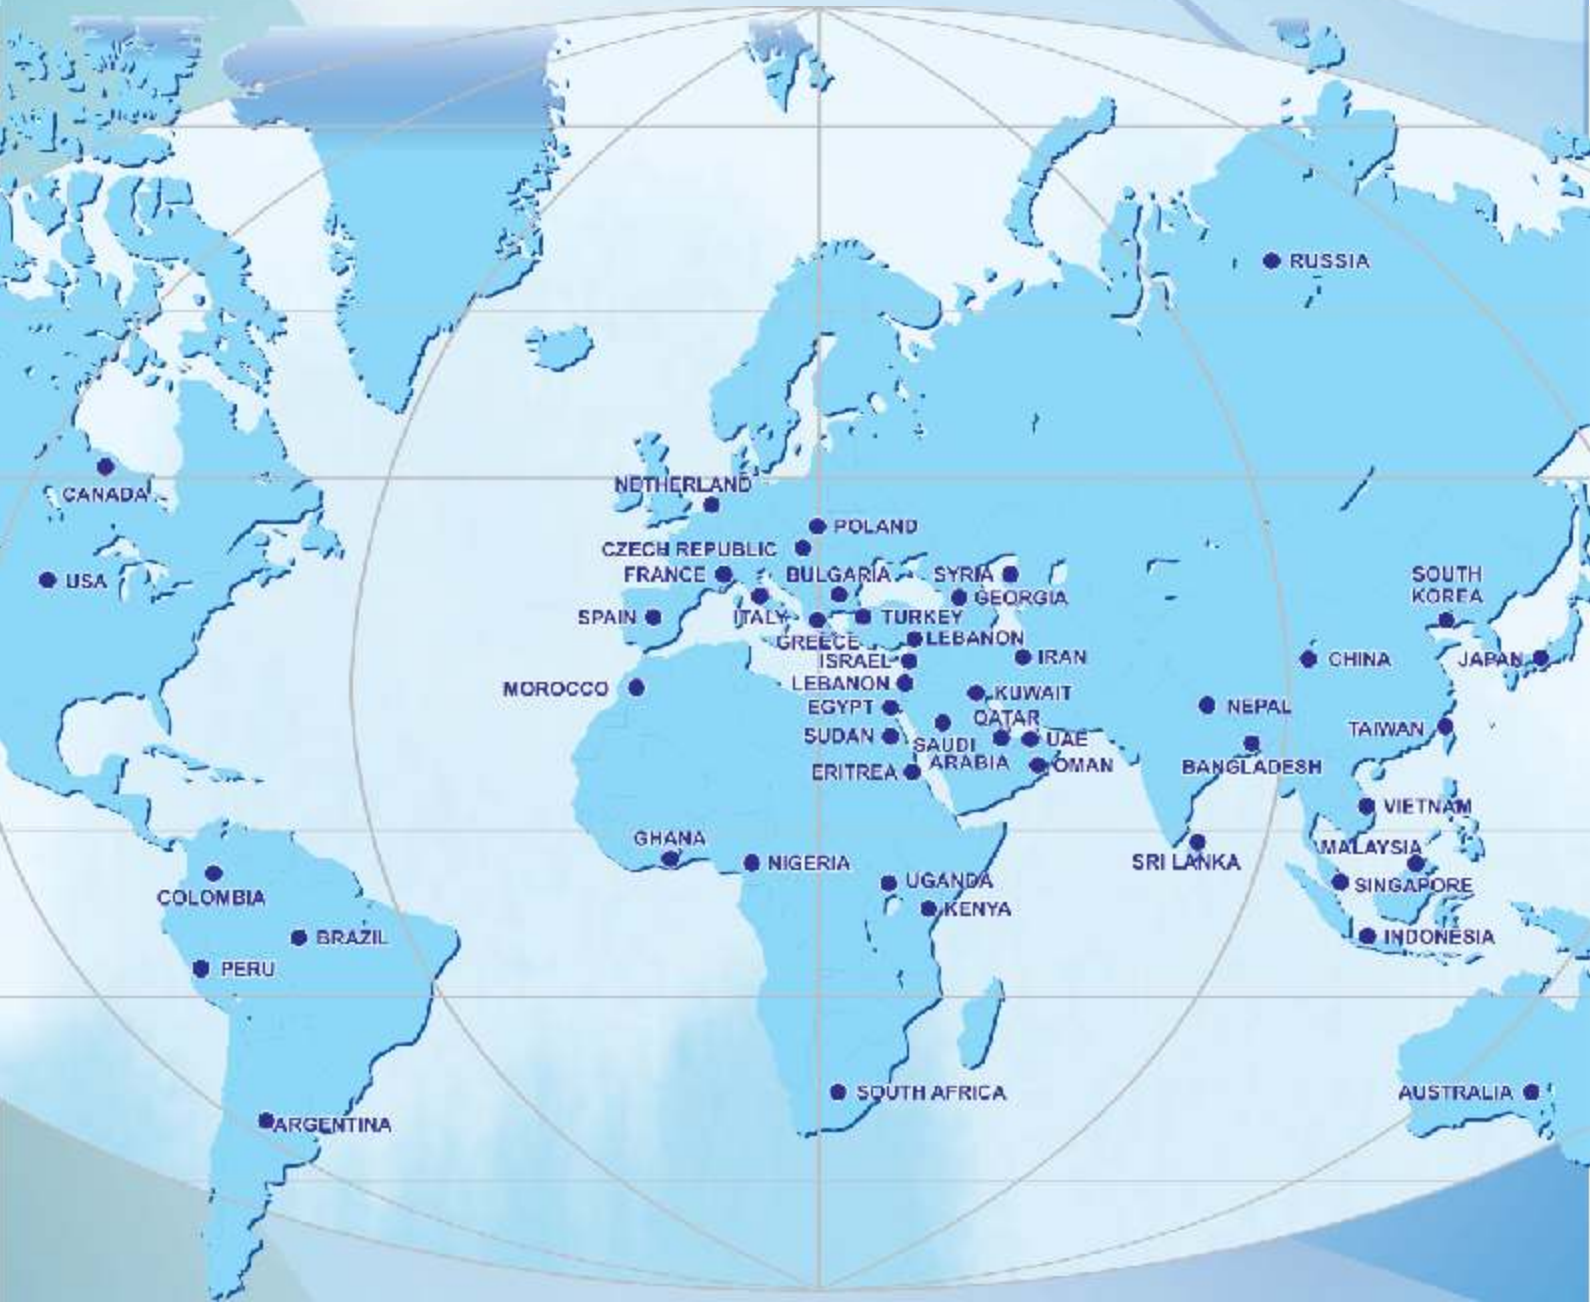 RUSSIA
CANADA
NETHERLAND
POLAND
CZECH REPUBLIC
FRANCE
BULGARIA
SYRIA
SOUTH
KOREA
USA
GEORGIA
SPAIN
ITALY
TURKEY
GREECE
LEBANON
ISRAEL
IRAN
CHINA
JAPAN
LEBANON
MOROCCO
KUWAIT
EGYPT
NEPAL
QATAR
TAIWAN
SUDAN
SAUDI
ARABIA
UAE
OMAN
BANGLADESH
ERITREA
VIETNAM
GHANA
MALAYSIA
NIGERIA
SRI LANKA
UGANDA
SINGAPORE
COLOMBIA
KENYA
BRAZIL
INDONESIA
PERU
SOUTH AFRICA
AUSTRALIA
ARGENTINA